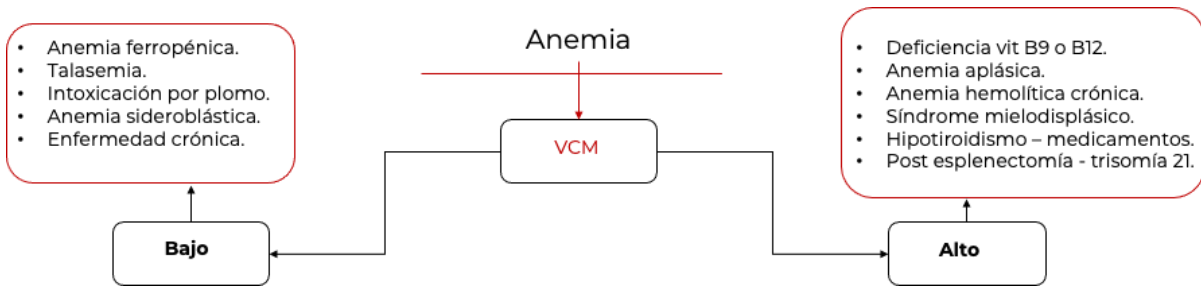 Anemia
VCM
• Anemia ferropénica.
• Talasemia.
• Intoxicación por plomo.
• Anemia sideroblástica.
• Enfermedad crónica.
Bajo
• Deficiencia vit B9 o B12.
• Anemia aplásica.
• Anemia hemolítica crónica.
• Síndrome mielodisplásico.
• Hipotiroidismo – medicamentos.
• Post esplenectomía - trisomía 21.
Alto